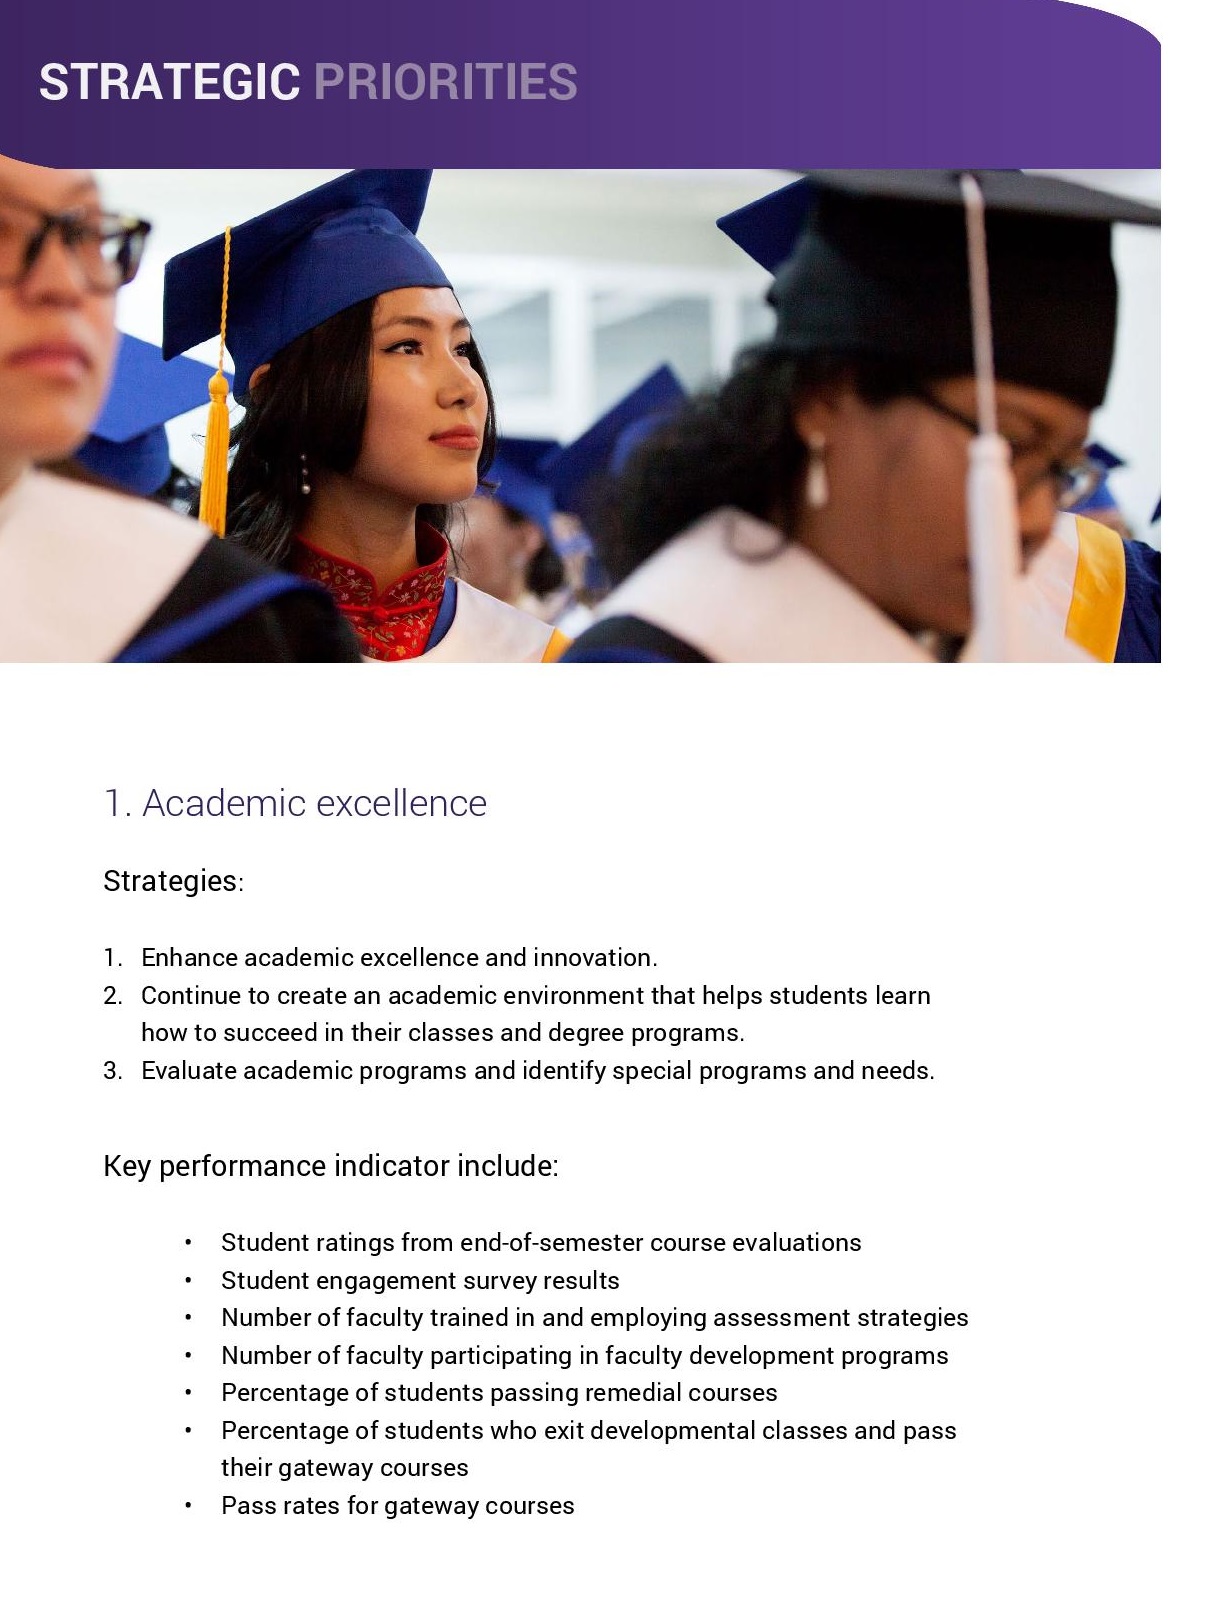 STRATEGIC PRIORITIES
1. Academic excellence
Strategies:
1. Enhance academic excellence and innovation.
2. Continue to create an academic environment that helps students learn
how to succeed in their classes and degree programs.
3. Evaluate academic programs and identify special programs and needs.
Key performance indicator include:
• Student ratings from end-of-semester course evaluations
• Student engagement survey results
• Number of faculty trained in and employing assessment strategies
• Number of faculty participating in faculty development programs
• Percentage of students passing remedial courses
• Percentage of students who exit developmental classes and pass
their gateway courses
• Pass rates for gateway courses